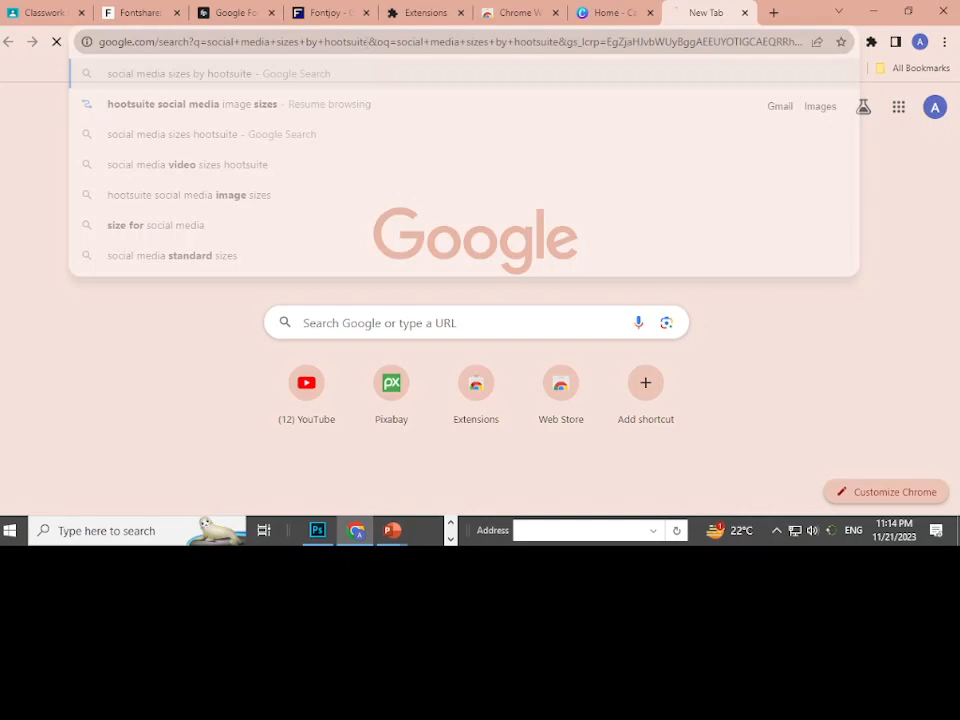 Classwork
Fontshare
Google Fo
Fontjoy - G
Extensions
Chrome W
Home - Ca
New Tab
google.com/search?q=social+media+sizes+by+hootsuite&oq=social+media+sizes+by+hootsuite&gs_lcrp=EgZjaHJvbWUyBggAEEUYOTIGCAEQRRh...
All Bookmarks
social media sizes by hootsuite - Google Search
hootsuite social media image sizes - Resume browsing
Gmail Images A
social media sizes hootsuite - Google Search
social media video sizes hootsuite
hootsuite social media image sizes
size for social media
social media standard sizes
Google
Search Google or type a URL
(12) YouTube
Pixabay
Extensions
Web Store
Add shortcut
Customize Chrome
Type here to search
Address
22°C
ENG
11:14 PM
11/21/2023